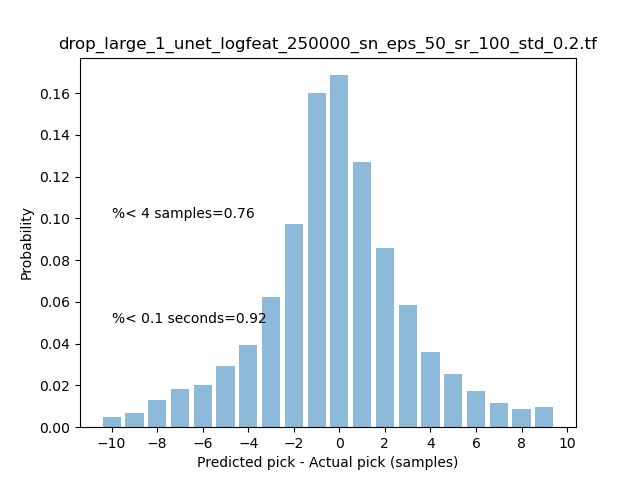 drop_large_1_unet_logfeat_250000_sn_eps_50_sr_100_std_0.2.tf
Probability
0.16
0.14
0.12
0.10
0.08
0.06
0.04
0.02
0.00
%< 4 samples=0.76
%< 0.1 seconds=0.92
−10 −8 −6 −4 −2 0 2 4 6 8 10
Predicted pick - Actual pick (samples)